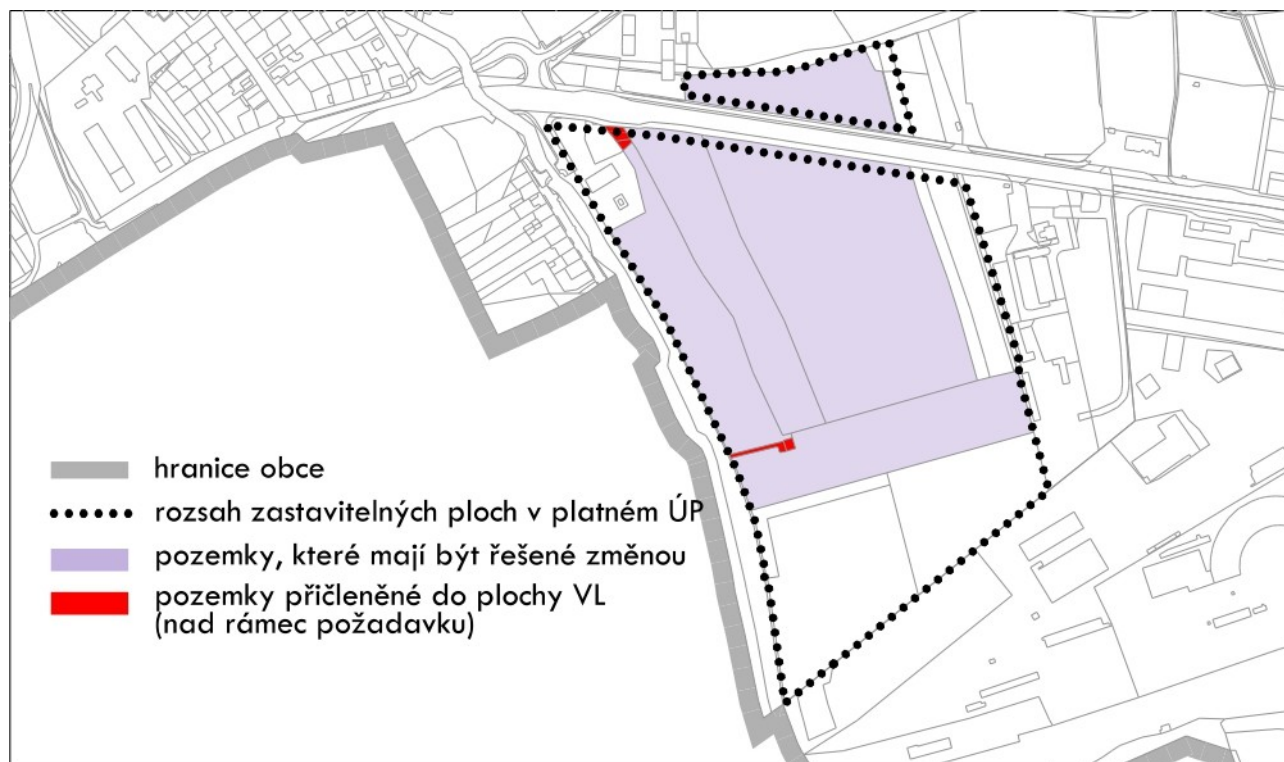 hranice obce
rozsah zastavitelných ploch v platném ÚP
pozemky, které mají být řešené změnou
pozemky přičleněné do plochy VL
(nad rámec požadavku)